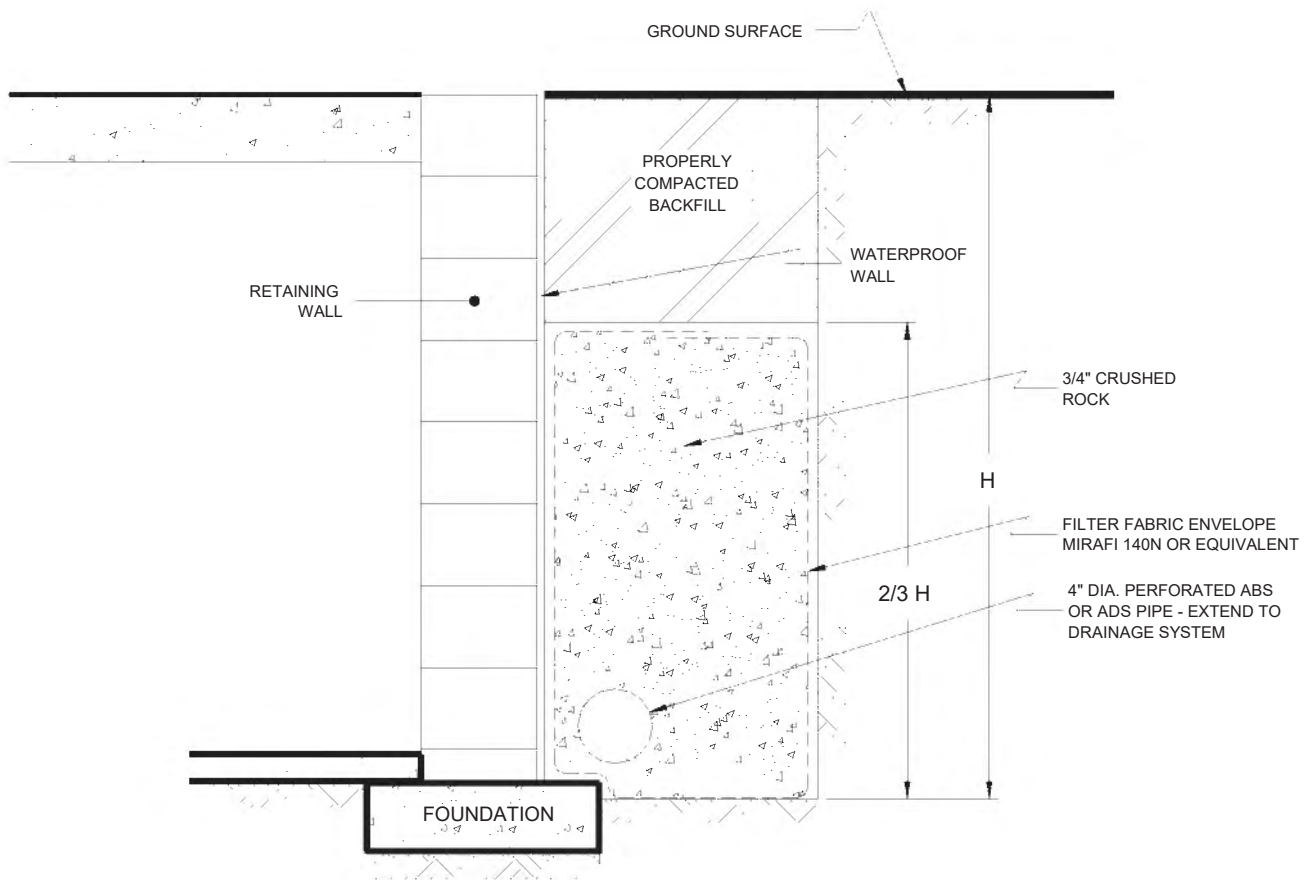 GROUND SURFACE
PROPERLY
COMPACTED
BACKFILL
WATERPROOF
WALL
RETAINING
WALL
3/4" CRUSHED
ROCK
H
FILTER FABRIC ENVELOPE
MIRAFI 140N OR EQUIVALENT
2/3 H
4" DIA. PERFORATED ABS
OR ADS PIPE - EXTEND TO
DRAINAGE SYSTEM
FOUNDATION